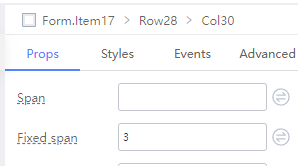 Form.Item17 > Row28 > Col30
Props Styles Events Advanced
Span
Fixed span 3